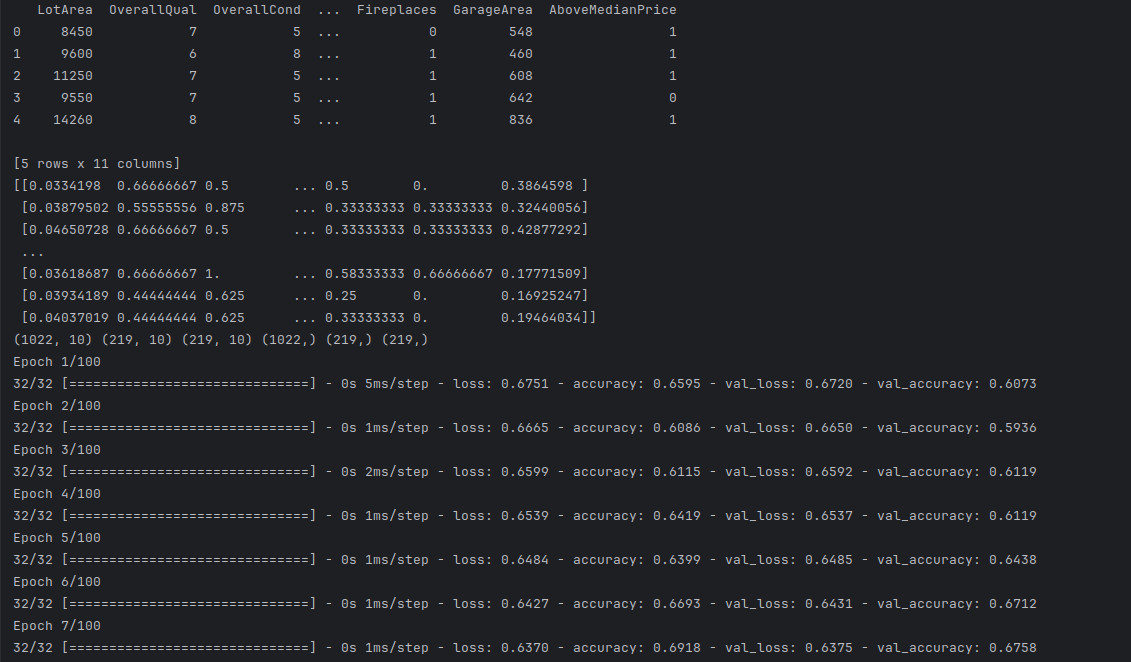 LotArea  OverallQual  OverallCond  ...  Fireplaces  GarageArea  AboveMedianPrice
0     8450            7            5  ...           0         548                 1
1     9600            6            8  ...           1         460                 1
2    11250            7            5  ...           1         608                 1
3     9550            7            5  ...           1         642                 0
4    14260            8            5  ...           1         836                 1
[5 rows x 11 columns]
[[0.0334198  0.66666667 0.5        ... 0.5        0.         0.3864598 ]
 [0.03879502 0.55555556 0.875      ... 0.33333333 0.33333333 0.32440056]
 [0.04650728 0.66666667 0.5        ... 0.33333333 0.33333333 0.42877292]
 ...
 [0.03618687 0.66666667 1.         ... 0.58333333 0.66666667 0.17771509]
 [0.03934189 0.44444444 0.625      ... 0.25       0.         0.16925247]
 [0.04037019 0.44444444 0.625      ... 0.33333333 0.         0.19464034]]
(1022, 10) (219, 10) (219, 10) (1022,) (219,) (219,)
Epoch 1/100
32/32 [==============================] - 0s 5ms/step - loss: 0.6751 - accuracy: 0.6595 - val_loss: 0.6720 - val_accuracy: 0.6073
Epoch 2/100
32/32 [==============================] - 0s 1ms/step - loss: 0.6665 - accuracy: 0.6086 - val_loss: 0.6650 - val_accuracy: 0.5936
Epoch 3/100
32/32 [==============================] - 0s 2ms/step - loss: 0.6599 - accuracy: 0.6115 - val_loss: 0.6592 - val_accuracy: 0.6119
Epoch 4/100
32/32 [==============================] - 0s 1ms/step - loss: 0.6539 - accuracy: 0.6419 - val_loss: 0.6537 - val_accuracy: 0.6119
Epoch 5/100
32/32 [==============================] - 0s 1ms/step - loss: 0.6484 - accuracy: 0.6399 - val_loss: 0.6485 - val_accuracy: 0.6438
Epoch 6/100
32/32 [==============================] - 0s 1ms/step - loss: 0.6427 - accuracy: 0.6693 - val_loss: 0.6431 - val_accuracy: 0.6712
Epoch 7/100
32/32 [==============================] - 0s 1ms/step - loss: 0.6370 - accuracy: 0.6918 - val_loss: 0.6375 - val_accuracy: 0.6758